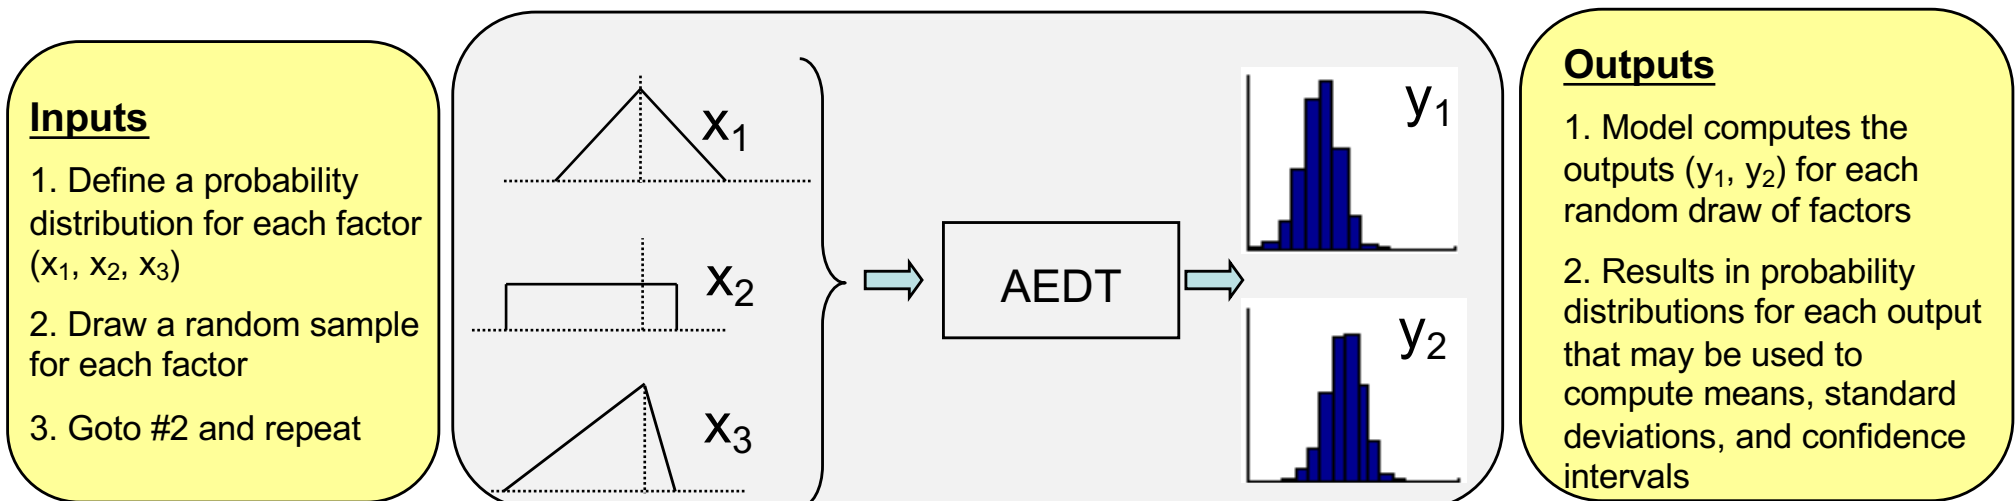 Inputs
1. Define a probability
distribution for each factor
(x₁, x₂, x₃)
2. Draw a random sample
for each factor
3. Goto #2 and repeat
x₁
x₂
x₃
AEDT
y₁
y₂
Outputs
1. Model computes the
outputs (y₁, y₂) for each
random draw of factors
2. Results in probability
distributions for each output
that may be used to
compute means, standard
deviations, and confidence
intervals